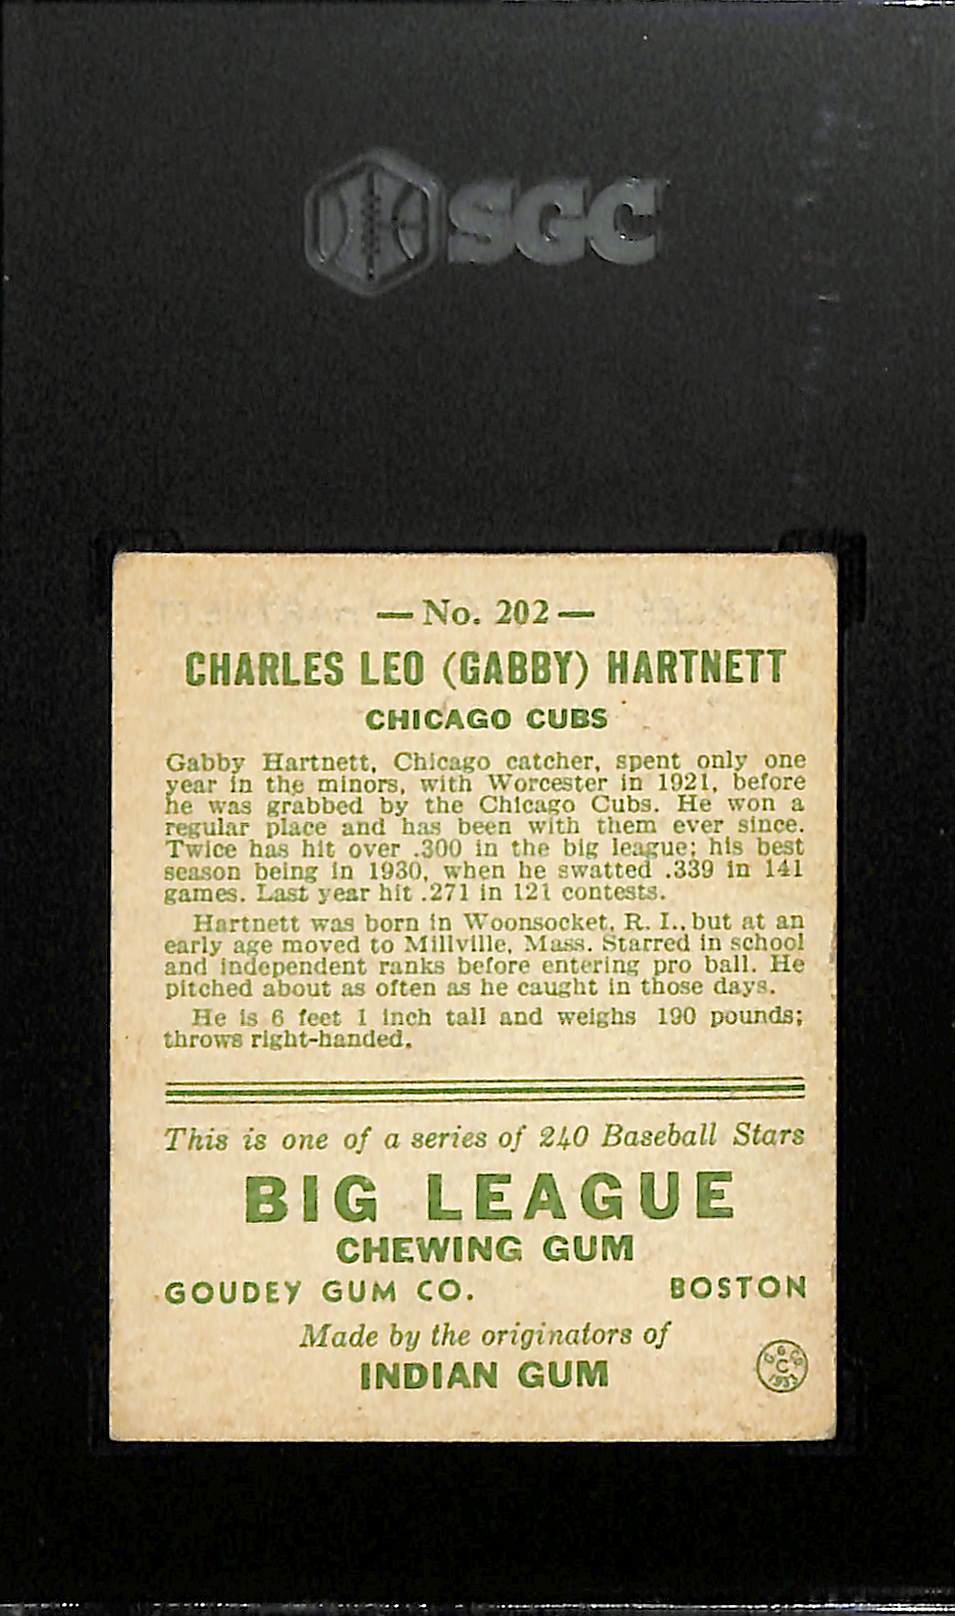 SGC
— No. 202 —
CHARLES LEO (GABBY) HARTNETT
CHICAGO CUBS
Gabby Hartnett, Chicago catcher, spent only one
year in the minors, with Worcester in 1921, before
he was grabbed by the Chicago Cubs. He won a
regular place and has been with them ever since.
Twice has hit over .300 in the big league; his best
season being in 1930, when he swatted .339 in 141
games. Last year hit .271 in 121 contests.
Hartnett was born in Woonsocket, R. I., but at an
early age moved to Millville, Mass. Starred in school
and independent ranks before entering pro ball. He
pitched about as often as he caught in those days.
He is 6 feet 1 inch tall and weighs 190 pounds;
throws right-handed.
This is one of a series of 240 Baseball Stars
BIG LEAGUE
CHEWING GUM
GOUDEY GUM CO. BOSTON
Made by the originators of
INDIAN GUM
G. G. Co.
C
1933